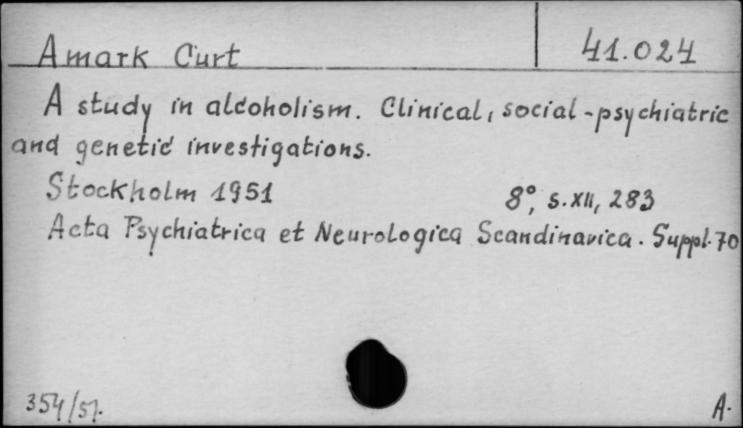 Amark Curt 41.024
A study in alcoholism. Clinical, social-psychiatric
and genetic investigations.
Stockholm 1951 8°, s.XII, 283
Acta Psychiatrica et Neurologica Scandinavica. Suppl. 70
354/51. A.